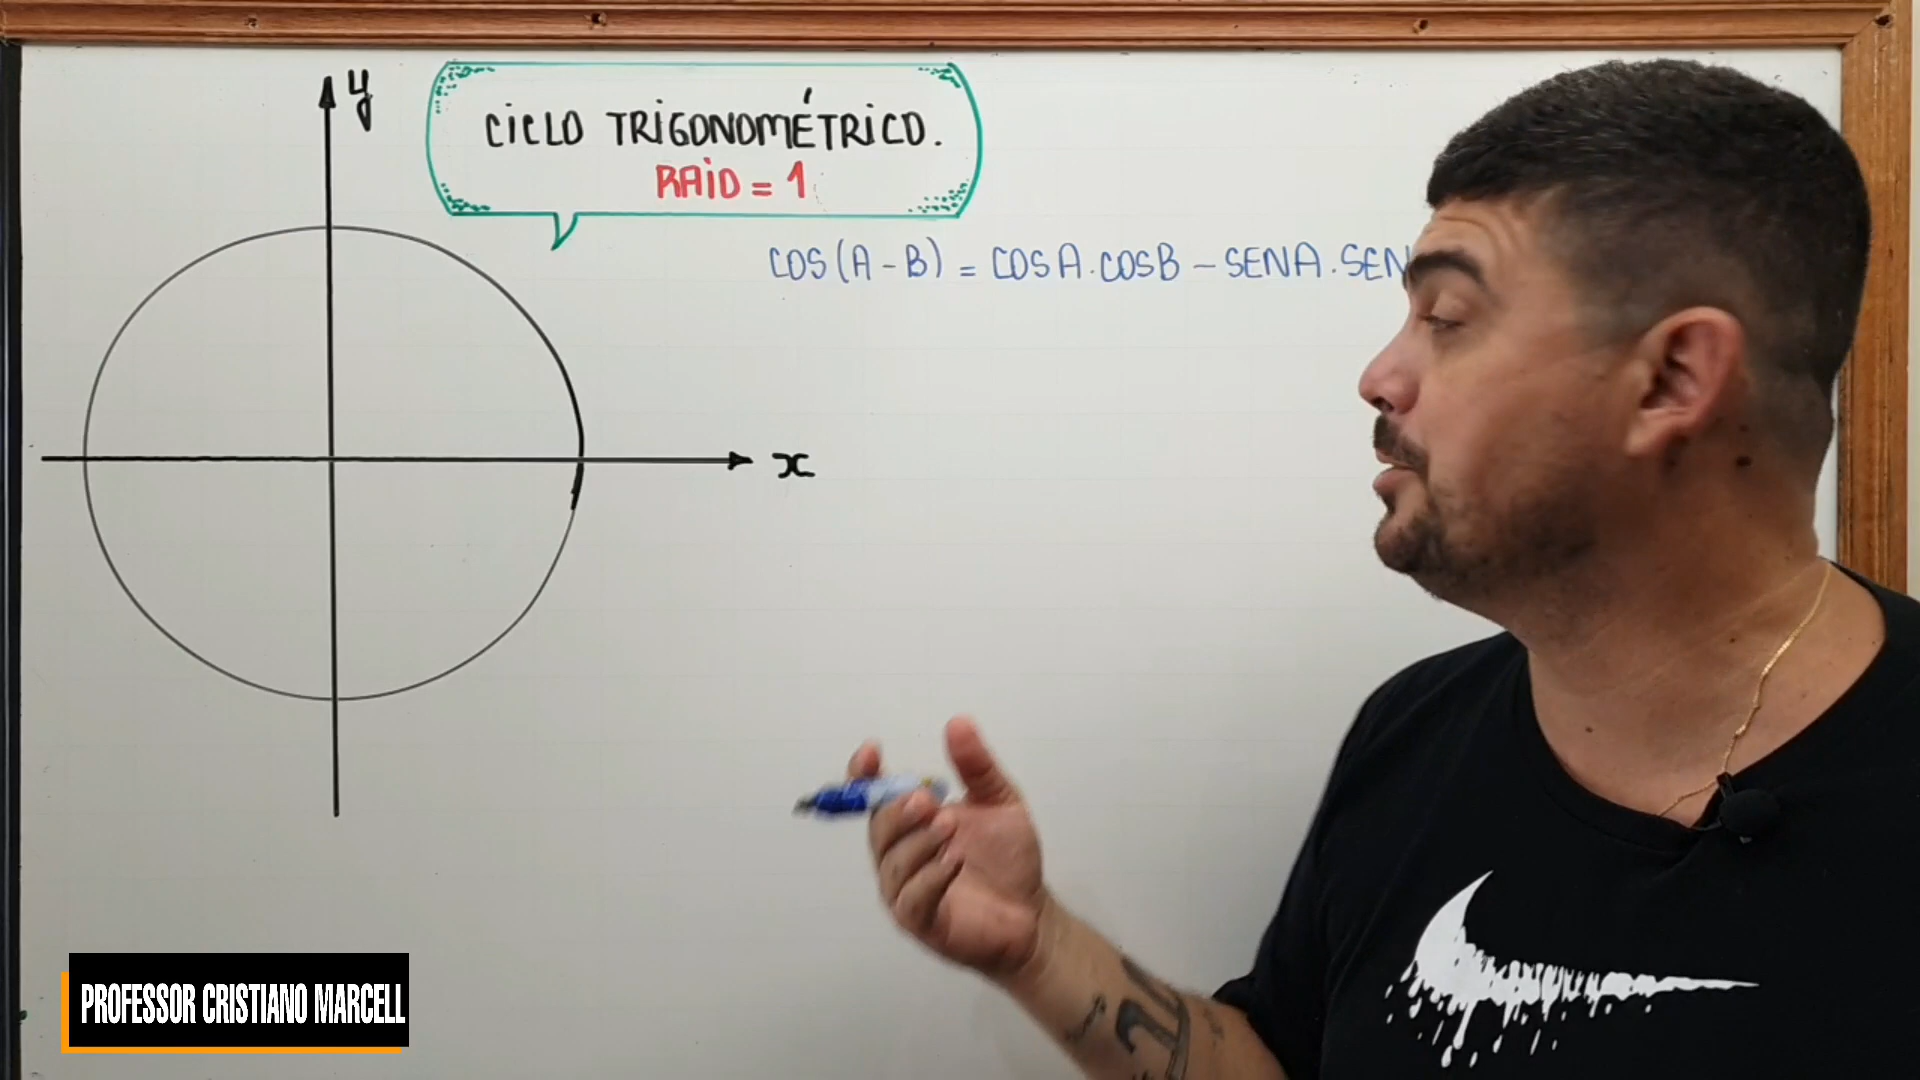 y
CICLO TRIGONOMÉTRICO.
RAIO = 1
COS (A - B) = COS A . COS B - SEN A . SEN
x
PROFESSOR CRISTIANO MARCELL